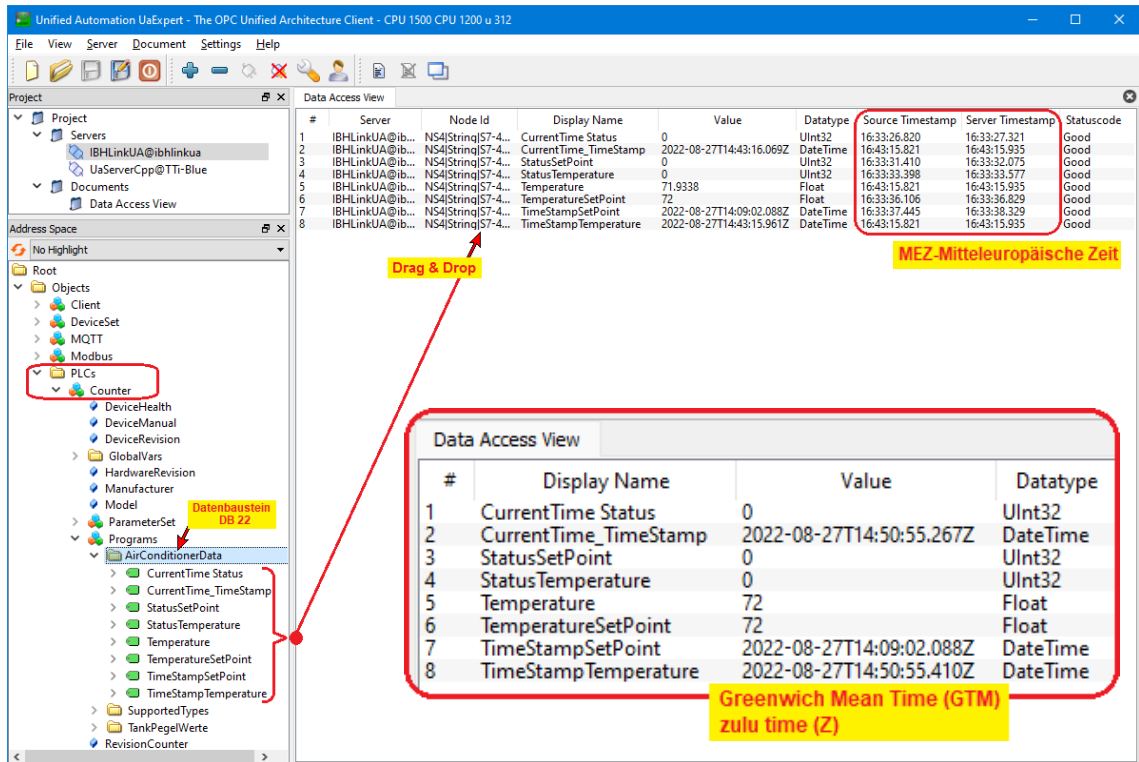 Unified Automation UaExpert - The OPC Unified Architecture Client - CPU 1500 CPU 1200 u 312
File View Server Document Settings Help
Project
Project
Servers
IBHLinkUA@ibhlinkua
UaServerCpp@TTi-Blue
Documents
Data Access View
Address Space
No Highlight
Root
Objects
Client
DeviceSet
MQTT
Modbus
PLCs
Counter
DeviceHealth
DeviceManual
DeviceRevision
GlobalVars
HardwareRevision
Manufacturer
Model
ParameterSet
Programs
AirConditionerData
CurrentTime Status
CurrentTime_TimeStamp
StatusSetPoint
StatusTemperature
Temperature
TemperatureSetPoint
TimeStampSetPoint
TimeStampTemperature
SupportedTypes
TankPegelWerte
RevisionCounter
Datenbaustein
DB 22
Data Access View
# Server Node Id Display Name Value Datatype Source Timestamp Server Timestamp Statuscode
1 IBHLinkUA@ib... NS4|String|S7-4... CurrentTime Status 0 UInt32 16:33:26.820 16:33:27.321 Good
2 IBHLinkUA@ib... NS4|String|S7-4... CurrentTime_TimeStamp 2022-08-27T14:43:16.069Z DateTime 16:43:15.821 16:43:15.935 Good
3 IBHLinkUA@ib... NS4|String|S7-4... StatusSetPoint 0 UInt32 16:33:31.410 16:33:32.075 Good
4 IBHLinkUA@ib... NS4|String|S7-4... StatusTemperature 0 UInt32 16:33:33.398 16:33:33.577 Good
5 IBHLinkUA@ib... NS4|String|S7-4... Temperature 71.9338 Float 16:43:15.821 16:43:15.935 Good
6 IBHLinkUA@ib... NS4|String|S7-4... TemperatureSetPoint 72 Float 16:33:36.106 16:33:36.829 Good
7 IBHLinkUA@ib... NS4|String|S7-4... TimeStampSetPoint 2022-08-27T14:09:02.088Z DateTime 16:33:37.445 16:33:38.329 Good
8 IBHLinkUA@ib... NS4|String|S7-4... TimeStampTemperature 2022-08-27T14:43:15.961Z DateTime 16:43:15.821 16:43:15.935 Good
Drag & Drop
MEZ-Mitteleuropäische Zeit
Data Access View
# Display Name Value Datatype
1 CurrentTime Status 0 UInt32
2 CurrentTime_TimeStamp 2022-08-27T14:50:55.267Z DateTime
3 StatusSetPoint 0 UInt32
4 StatusTemperature 0 UInt32
5 Temperature 72 Float
6 TemperatureSetPoint 72 Float
7 TimeStampSetPoint 2022-08-27T14:09:02.088Z DateTime
8 TimeStampTemperature 2022-08-27T14:50:55.410Z DateTime
Greenwich Mean Time (GTM)
zulu time (Z)